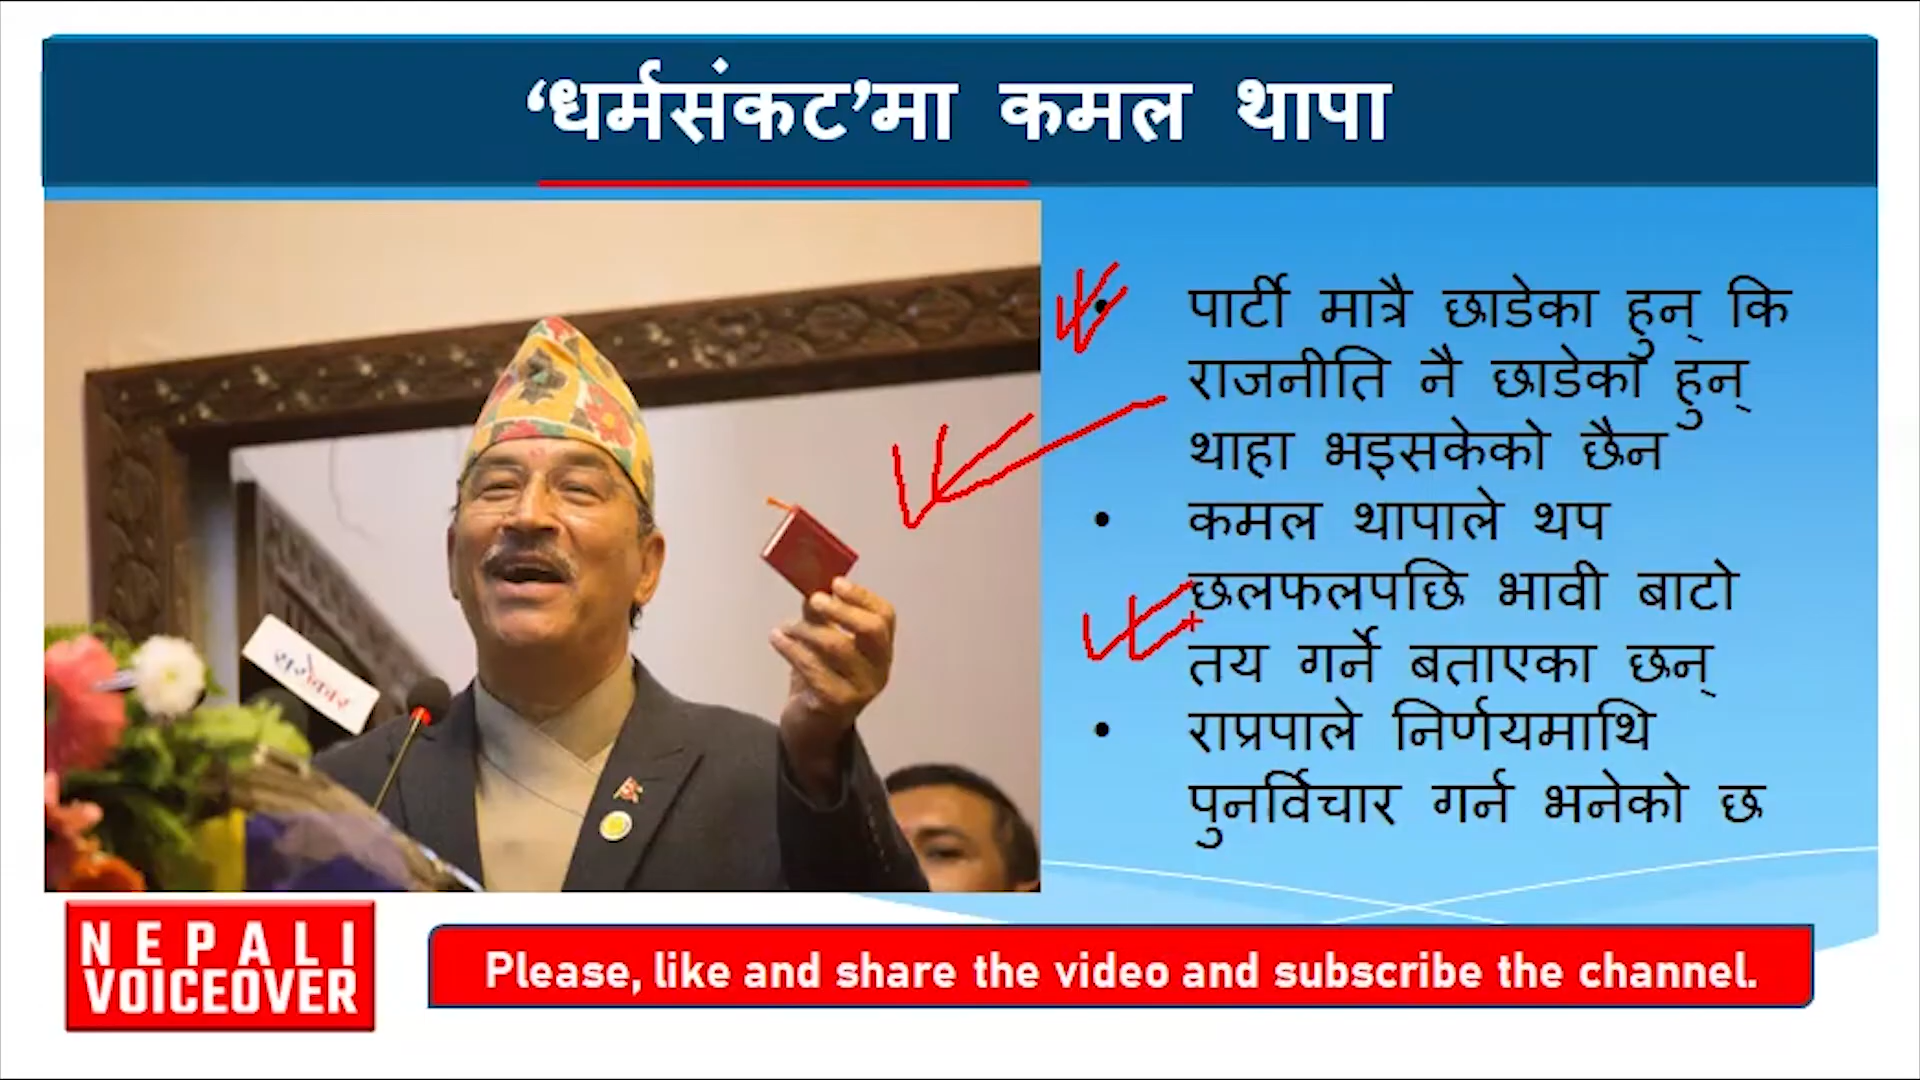 ‘धर्मसंकट’मा कमल थापा
• पार्टी मात्रै छाडेका हुन् कि
राजनीति नै छाडेका हुन्
थाहा भइसकेको छैन
• कमल थापाले थप
छलफलपछि भावी बाटो
तय गर्ने बताएका छन्
• राप्रपाले निर्णयमाथि
पुनर्विचार गर्न भनेको छ
NEPALI
VOICEOVER
Please, like and share the video and subscribe the channel.